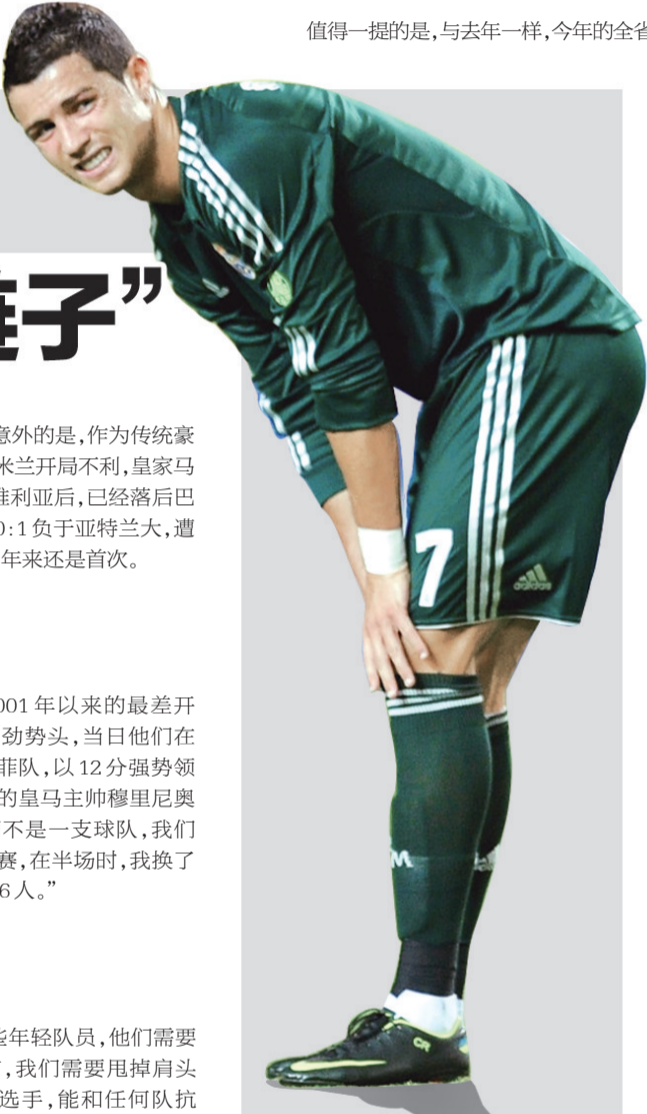 值得一提的是,与去年一样,今年的全省
子”
意外的是,作为传统豪
米兰开局不利,皇家马
维利亚后,已经落后巴
0:1负于亚特兰大,遭
年来还是首次。
001年以来的最差开
劲势头,当日他们在
菲队,以12分强势领
的皇马主帅穆里尼奥
不是一支球队,我们
赛,在半场时,我换了
6人。”
些年轻队员,他们需要
,我们需要甩掉肩头
选手,能和任何队抗
7
adidas
CR